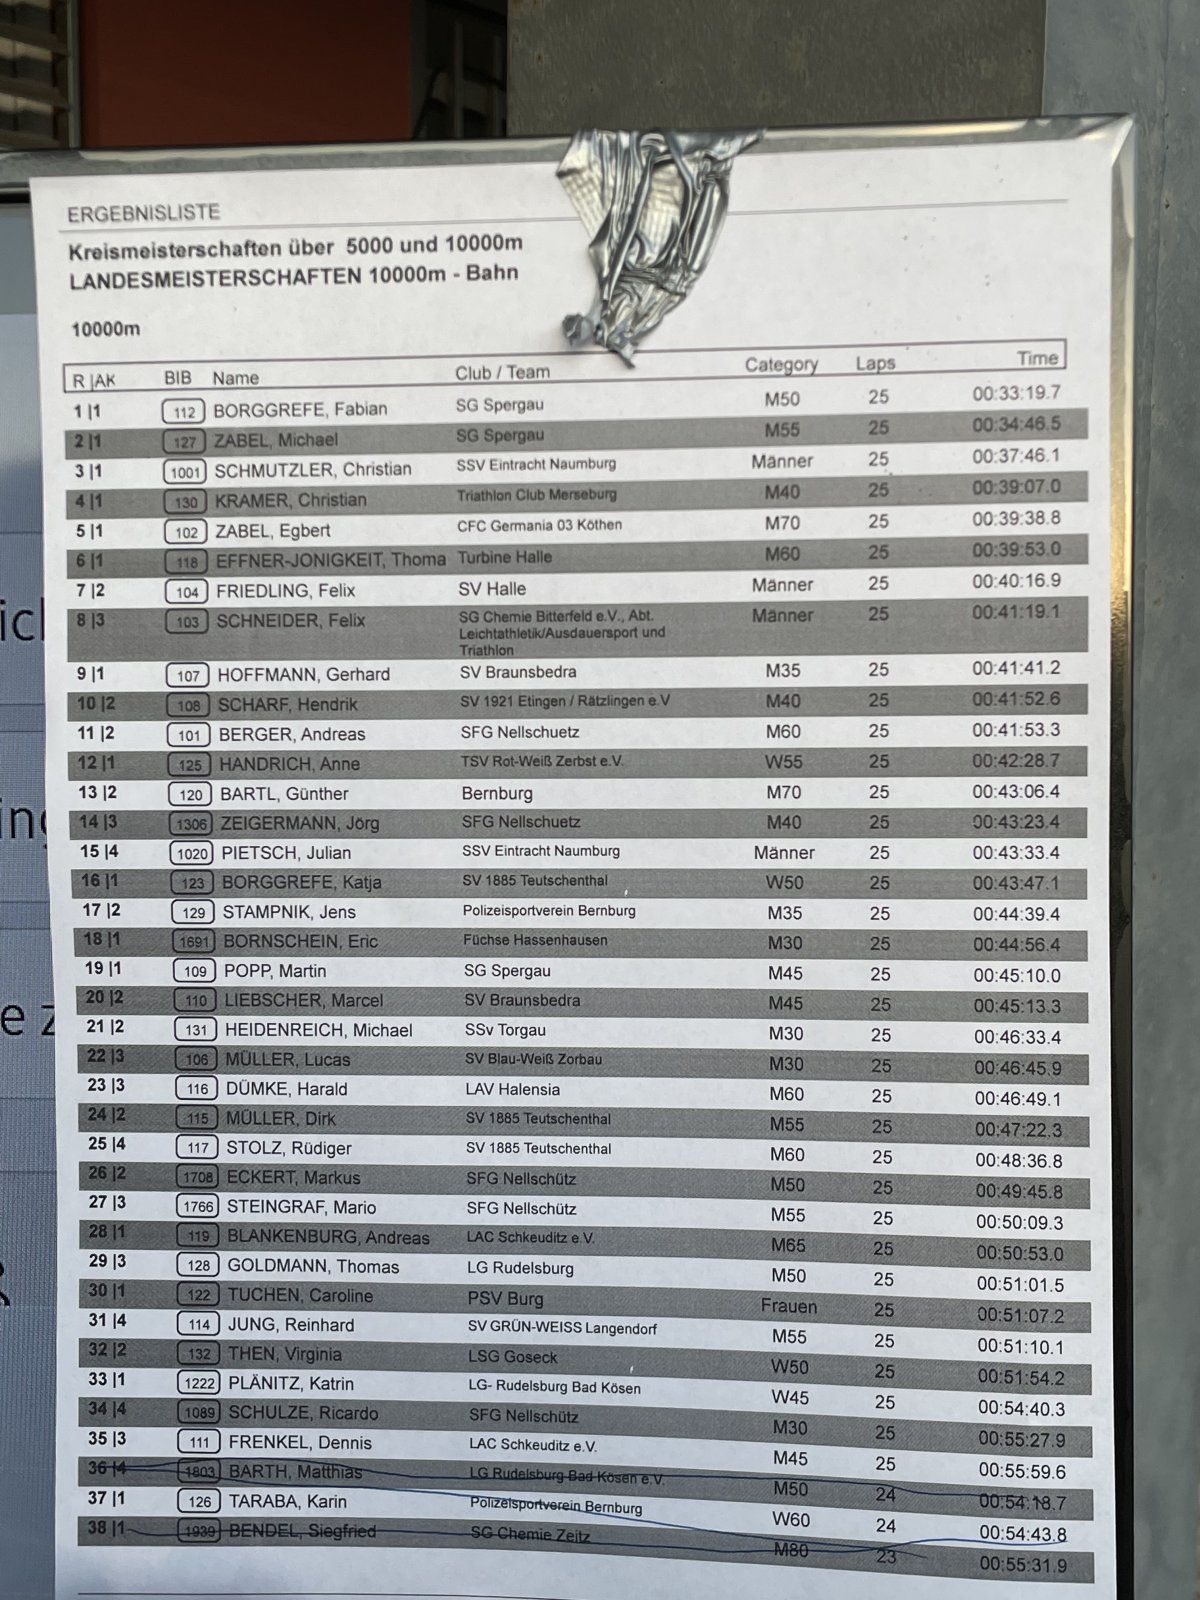 ERGEBNISLISTE
Kreismeisterschaften über 5000 und 10000m
LANDESMEISTERSCHAFTEN 10000m - Bahn
10000m
R |AK BIB Name Club / Team Category Laps Time
1 |1 112 BORGGREFE, Fabian SG Spergau M50 25 00:33:19.7
2 |1 127 ZABEL, Michael SG Spergau M55 25 00:34:46.5
3 |1 1001 SCHMUTZLER, Christian SSV Eintracht Naumburg Männer 25 00:37:46.1
4 |1 130 KRAMER, Christian Triathlon Club Merseburg M40 25 00:39:07.0
5 |1 102 ZABEL, Egbert CFC Germania 03 Köthen M70 25 00:39:38.8
6 |1 118 EFFNER-JONIGKEIT, Thoma Turbine Halle M60 25 00:39:53.0
7 |2 104 FRIEDLING, Felix SV Halle Männer 25 00:40:16.9
8 |3 103 SCHNEIDER, Felix SG Chemie Bitterfeld e.V., Abt. Männer 25 00:41:19.1
Leichtathletik/Ausdauersport und
Triathlon
9 |1 107 HOFFMANN, Gerhard SV Braunsbedra M35 25 00:41:41.2
10 |2 108 SCHARF, Hendrik SV 1921 Etingen / Rätzlingen e.V M40 25 00:41:52.6
11 |2 101 BERGER, Andreas SFG Nellschuetz M60 25 00:41:53.3
12 |1 125 HANDRICH, Anne TSV Rot-Weiß Zerbst e.V. W55 25 00:42:28.7
13 |2 120 BARTL, Günther Bernburg M70 25 00:43:06.4
14 |3 1306 ZEIGERMANN, Jörg SFG Nellschuetz M40 25 00:43:23.4
15 |4 1020 PIETSCH, Julian SSV Eintracht Naumburg Männer 25 00:43:33.4
16 |1 123 BORGGREFE, Katja SV 1885 Teutschenthal W50 25 00:43:47.1
17 |2 129 STAMPNIK, Jens Polizeisportverein Bernburg M35 25 00:44:39.4
18 |1 1691 BORNSCHEIN, Eric Füchse Hassenhausen M30 25 00:44:56.4
19 |1 109 POPP, Martin SG Spergau M45 25 00:45:10.0
20 |2 110 LIEBSCHER, Marcel SV Braunsbedra M45 25 00:45:13.3
21 |2 131 HEIDENREICH, Michael SSv Torgau M30 25 00:46:33.4
22 |3 106 MÜLLER, Lucas SV Blau-Weiß Zorbau M30 25 00:46:45.9
23 |3 116 DÜMKE, Harald LAV Halensia M60 25 00:46:49.1
24 |2 115 MÜLLER, Dirk SV 1885 Teutschenthal M55 25 00:47:22.3
25 |4 117 STOLZ, Rüdiger SV 1885 Teutschenthal M60 25 00:48:36.8
26 |2 1708 ECKERT, Markus SFG Nellschütz M50 25 00:49:45.8
27 |3 1766 STEINGRAF, Mario SFG Nellschütz M55 25 00:50:09.3
28 |1 119 BLANKENBURG, Andreas LAC Schkeuditz e.V. M65 25 00:50:53.0
29 |3 128 GOLDMANN, Thomas LG Rudelsburg M50 25 00:51:01.5
30 |1 122 TUCHEN, Caroline PSV Burg Frauen 25 00:51:07.2
31 |4 114 JUNG, Reinhard SV GRÜN-WEISS Langendorf M55 25 00:51:10.1
32 |2 132 THEN, Virginia LSG Goseck W50 25 00:51:54.2
33 |1 1222 PLÄNITZ, Katrin LG- Rudelsburg Bad Kösen W45 25 00:54:40.3
34 |4 1089 SCHULZE, Ricardo SFG Nellschütz M30 25 00:55:27.9
35 |3 111 FRENKEL, Dennis LAC Schkeuditz e.V. M45 25 00:55:59.6
36 |4 1803 BARTH, Matthias LG Rudelsburg Bad Kösen e.V. M50 24 00:54:18.7
37 |1 126 TARABA, Karin Polizeisportverein Bernburg W60 24 00:54:43.8
38 |1 1939 BENDEL, Siegfried SG Chemie Zeitz M80 23 00:55:31.9